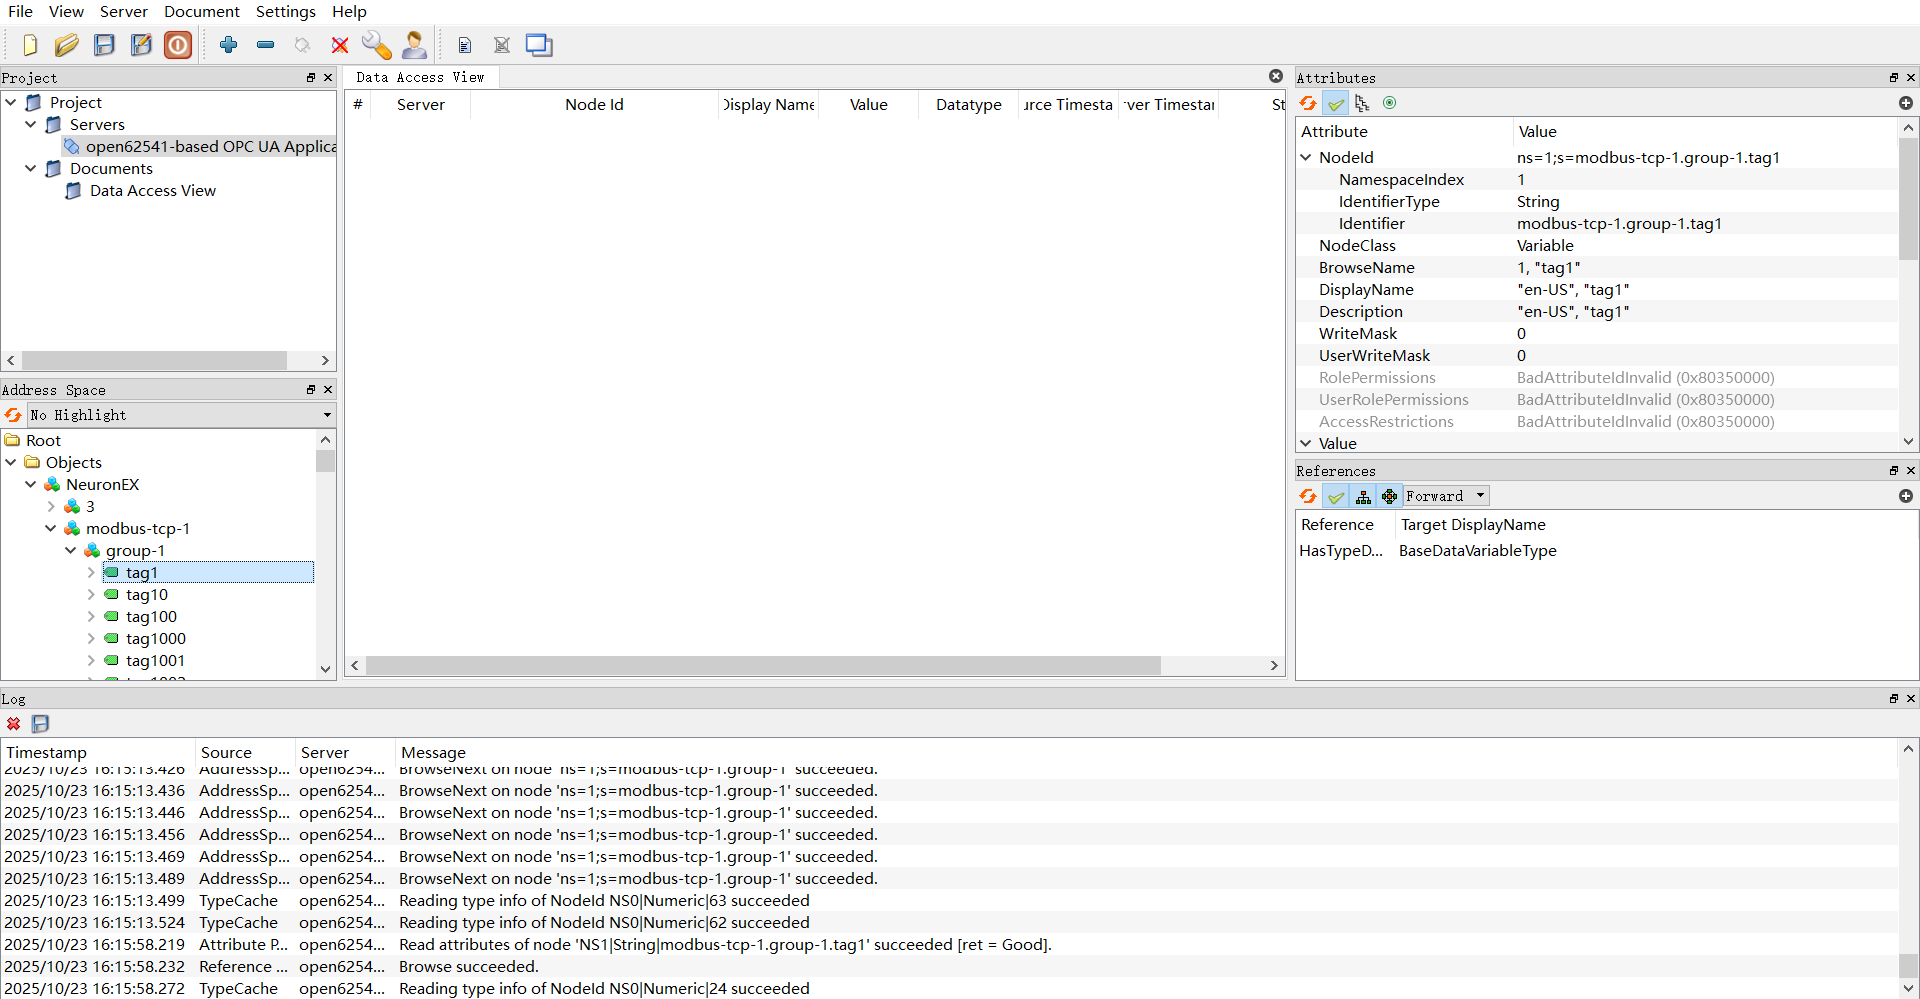 File View Server Document Settings Help
Project
Project
Servers
open62541-based OPC UA Applica
Documents
Data Access View
Address Space
No Highlight
Root
Objects
NeuronEX
3
modbus-tcp-1
group-1
tag1
tag10
tag100
tag1000
tag1001
Data Access View
# Server Node Id Display Name Value Datatype urce Timesta ver Timestar St
Attributes
Attribute Value
NodeId ns=1;s=modbus-tcp-1.group-1.tag1
NamespaceIndex 1
IdentifierType String
Identifier modbus-tcp-1.group-1.tag1
NodeClass Variable
BrowseName 1, "tag1"
DisplayName "en-US", "tag1"
Description "en-US", "tag1"
WriteMask 0
UserWriteMask 0
RolePermissions BadAttributeIdInvalid (0x80350000)
UserRolePermissions BadAttributeIdInvalid (0x80350000)
AccessRestrictions BadAttributeIdInvalid (0x80350000)
Value
References
Forward
Reference Target DisplayName
HasTypeD... BaseDataVariableType
Log
Timestamp Source Server Message
2025/10/23 16:15:13.426 AddressSp... open6254... BrowseNext on node 'ns=1;s=modbus-tcp-1.group-1' succeeded.
2025/10/23 16:15:13.436 AddressSp... open6254... BrowseNext on node 'ns=1;s=modbus-tcp-1.group-1' succeeded.
2025/10/23 16:15:13.446 AddressSp... open6254... BrowseNext on node 'ns=1;s=modbus-tcp-1.group-1' succeeded.
2025/10/23 16:15:13.456 AddressSp... open6254... BrowseNext on node 'ns=1;s=modbus-tcp-1.group-1' succeeded.
2025/10/23 16:15:13.469 AddressSp... open6254... BrowseNext on node 'ns=1;s=modbus-tcp-1.group-1' succeeded.
2025/10/23 16:15:13.489 AddressSp... open6254... BrowseNext on node 'ns=1;s=modbus-tcp-1.group-1' succeeded.
2025/10/23 16:15:13.499 TypeCache open6254... Reading type info of NodeId NS0|Numeric|63 succeeded
2025/10/23 16:15:13.524 TypeCache open6254... Reading type info of NodeId NS0|Numeric|62 succeeded
2025/10/23 16:15:58.219 Attribute P... open6254... Read attributes of node 'NS1|String|modbus-tcp-1.group-1.tag1' succeeded [ret = Good].
2025/10/23 16:15:58.232 Reference ... open6254... Browse succeeded.
2025/10/23 16:15:58.272 TypeCache open6254... Reading type info of NodeId NS0|Numeric|24 succeeded